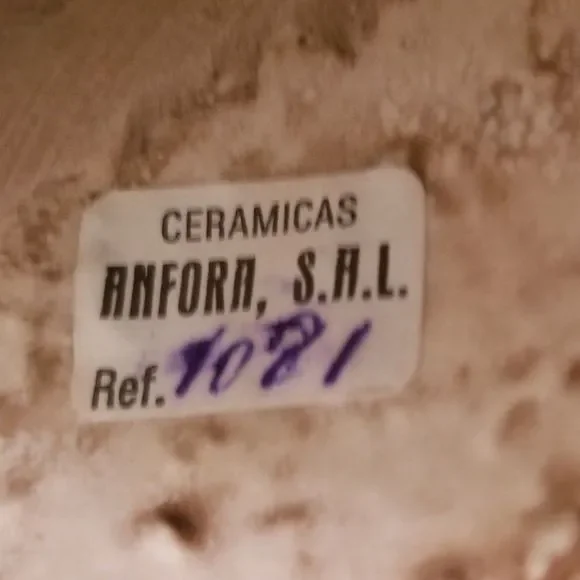 CERAMICAS
ANFORA, S.A.L.
Ref. 1081